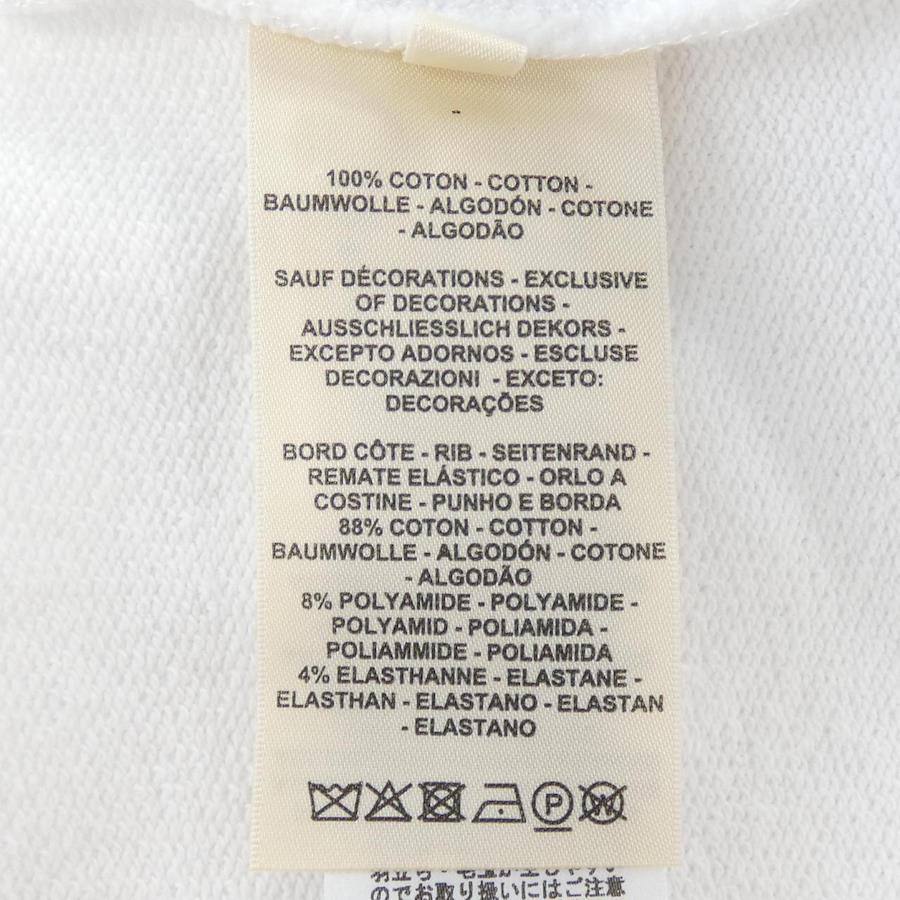 100% COTON - COTTON -
BAUMWOLLE - ALGODÓN - COTONE
- ALGODÃO
SAUF DÉCORATIONS - EXCLUSIVE
OF DECORATIONS -
AUSSCHLIESSLICH DEKORS -
EXCEPTO ADORNOS - ESCLUSE
DECORAZIONI - EXCETO:
DECORAÇÕES
BORD CÔTE - RIB - SEITENRAND -
REMATE ELÁSTICO - ORLO A
COSTINE - PUNHO E BORDA
88% COTON - COTTON -
BAUMWOLLE - ALGODÓN - COTONE
- ALGODÃO
8% POLYAMIDE - POLYAMIDE -
POLYAMID - POLIAMIDA -
POLIAMMIDE - POLIAMIDA
4% ELASTHANNE - ELASTANE -
ELASTHAN - ELASTANO - ELASTAN
- ELASTANO
P W
のでお取り扱いにはご注意